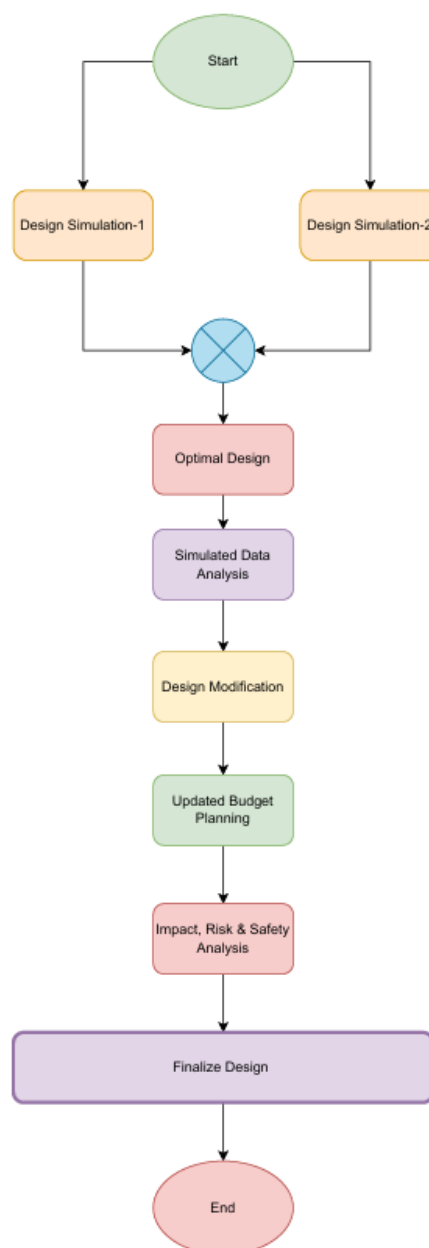 Start
Design Simulation-1
Design Simulation-2
Optimal Design
Simulated Data
Analysis
Design Modification
Updated Budget
Planning
Impact, Risk & Safety
Analysis
Finalize Design
End